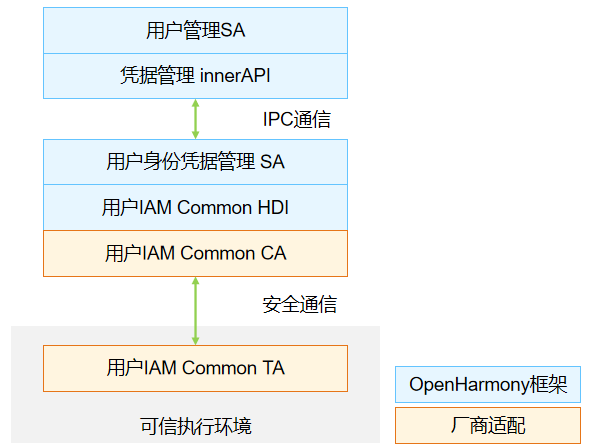 用户管理SA
凭据管理 innerAPI
IPC通信
用户身份凭据管理 SA
用户IAM Common HDI
用户IAM Common CA
安全通信
用户IAM Common TA
可信执行环境
OpenHarmony框架
厂商适配